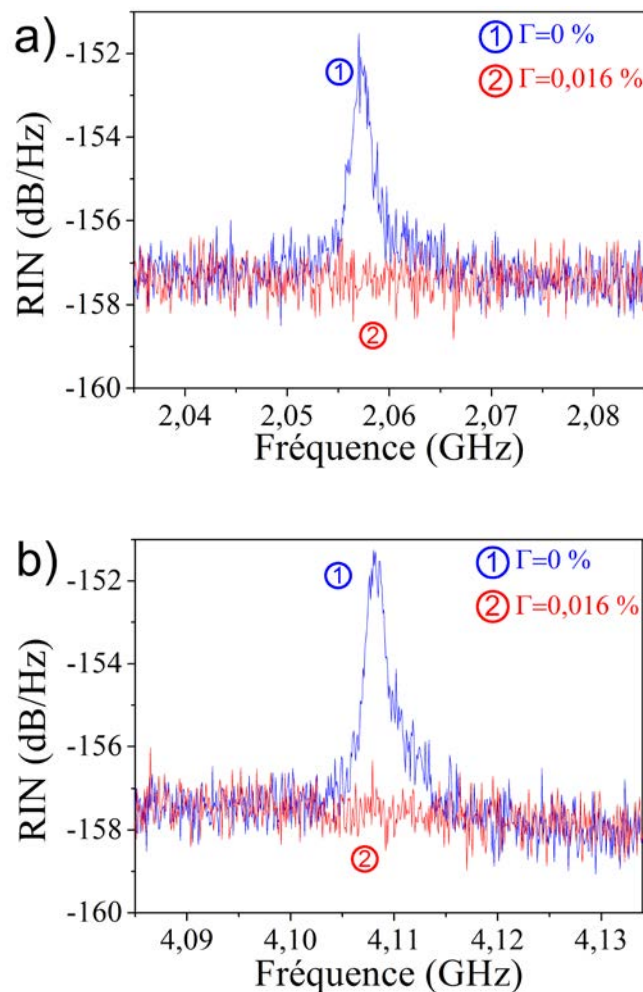 a)
-152
-154
-156
-158
-160
RIN (dB/Hz)
① Γ=0 %
② Γ=0,016 %
①
②
2,04 2,05 2,06 2,07 2,08
Fréquence (GHz)
b)
-152
-154
-156
-158
-160
RIN (dB/Hz)
① Γ=0 %
② Γ=0,016 %
①
②
4,09 4,10 4,11 4,12 4,13
Fréquence (GHz)